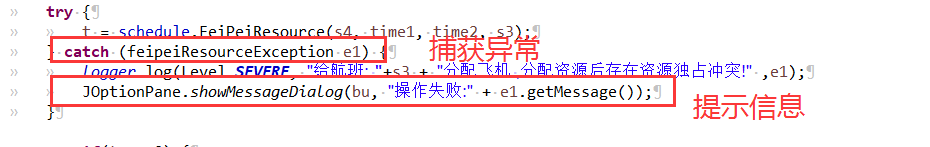 try {
t = schedule.FeiPeiResource(s4, time1, time2, s3);
} catch (feipeiResourceException e1) { 捕获异常
Logger.log(Level.SEVERE, "给航班: "+s3 + "分配飞机,分配资源后存在资源独占冲突!" ,e1);
JOptionPane.showMessageDialog(bu, "操作失败:" + e1.getMessage());
提示信息
}